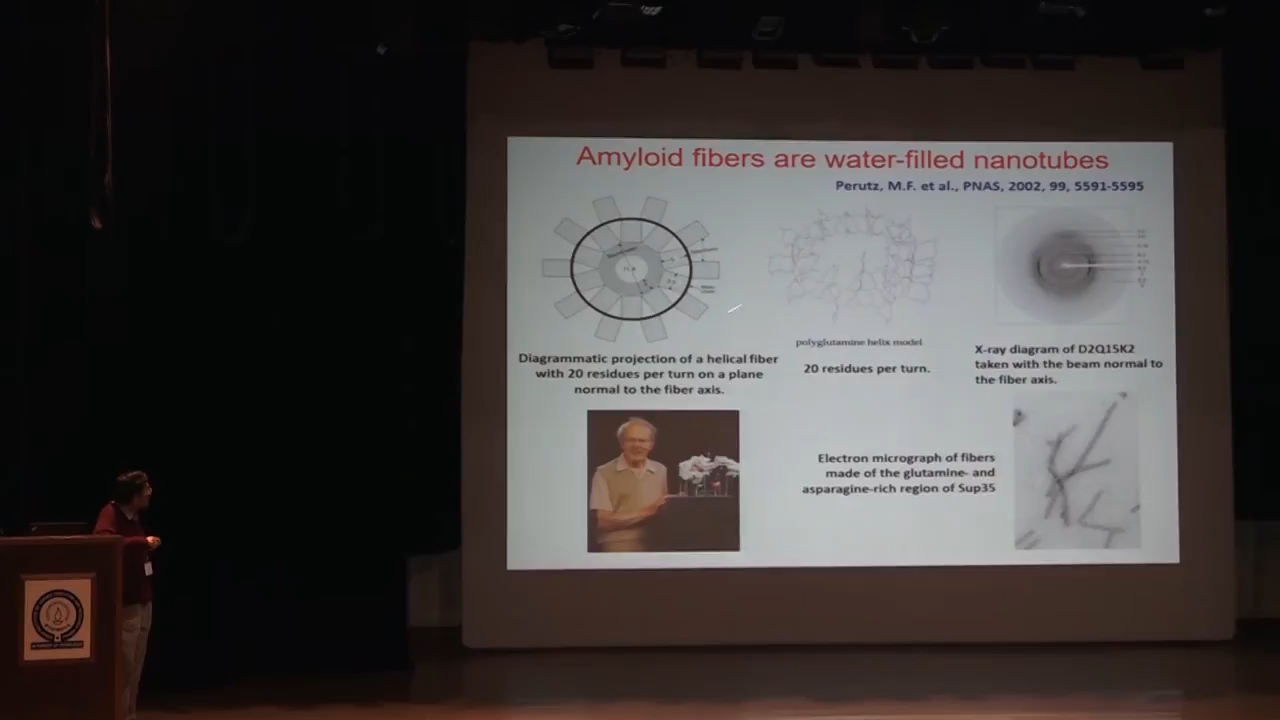 Amyloid fibers are water-filled nanotubes
Perutz, M.F. et al., PNAS, 2002, 99, 5591-5595
Diagrammatic projection of a helical fiber
with 20 residues per turn on a plane
normal to the fiber axis.
polyglutamine helix model
20 residues per turn.
X-ray diagram of D2Q15K2
taken with the beam normal to
the fiber axis.
Electron micrograph of fibers
made of the glutamine- and
asparagine-rich region of Sup35